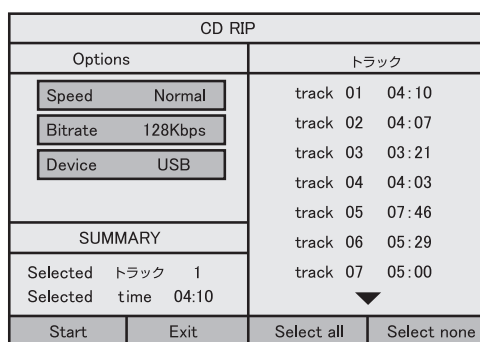 CD RIP
Options
Speed Normal
Bitrate 128Kbps
Device USB
SUMMARY
Selected トラック 1
Selected time 04:10
トラック
track 01 04:10
track 02 04:07
track 03 03:21
track 04 04:03
track 05 07:46
track 06 05:29
track 07 05:00
Start Exit Select all Select none